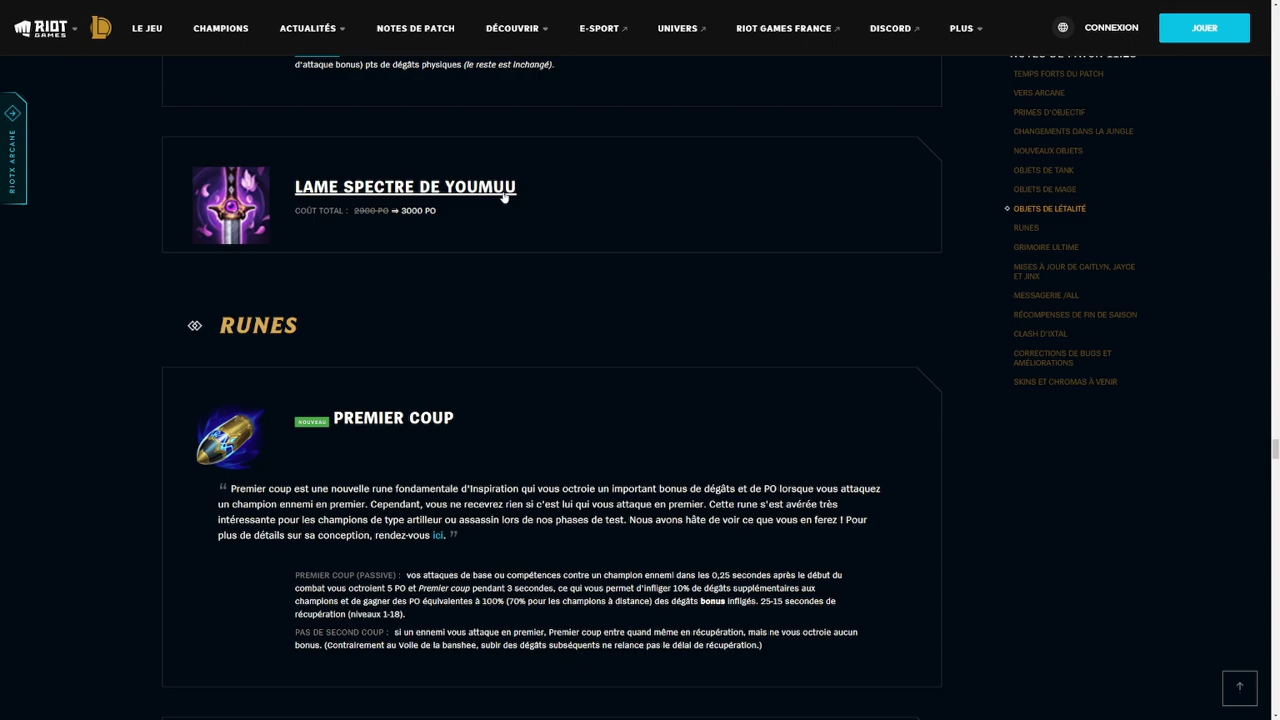 RIOT GAMES
LE JEU
CHAMPIONS
ACTUALITÉS
NOTES DE PATCH
DÉCOUVRIR
E-SPORT
UNIVERS
RIOT GAMES FRANCE
DISCORD
PLUS
CONNEXION
JOUER
RIOTX ARCANE
d'attaque bonus) pts de dégâts physiques (le reste est inchangé).
LAME SPECTRE DE YOUMUU
COÛT TOTAL : 2900 PO ⇒ 3000 PO
RUNES
NOUVEAU PREMIER COUP
“ Premier coup est une nouvelle rune fondamentale d'Inspiration qui vous octroie un important bonus de dégâts et de PO lorsque vous attaquez
un champion ennemi en premier. Cependant, vous ne recevrez rien si c'est lui qui vous attaque en premier. Cette rune s'est avérée très
intéressante pour les champions de type artilleur ou assassin lors de nos phases de test. Nous avons hâte de voir ce que vous en ferez ! Pour
plus de détails sur sa conception, rendez-vous ici. ”
PREMIER COUP (PASSIVE) : vos attaques de base ou compétences contre un champion ennemi dans les 0,25 secondes après le début du
combat vous octroient 5 PO et Premier coup pendant 3 secondes, ce qui vous permet d'infliger 10% de dégâts supplémentaires aux
champions et de gagner des PO équivalentes à 100% (70% pour les champions à distance) des dégâts bonus infligés. 25-15 secondes de
récupération (niveaux 1-18).
PAS DE SECOND COUP : si un ennemi vous attaque en premier, Premier coup entre quand même en récupération, mais ne vous octroie aucun
bonus. (Contrairement au Voile de la banshee, subir des dégâts subséquents ne relance pas le délai de récupération.)
NOTES DE PATCH 11.23
TEMPS FORTS DU PATCH
VERS ARCANE
PRIMES D'OBJECTIF
CHANGEMENTS DANS LA JUNGLE
NOUVEAUX OBJETS
OBJETS DE TANK
OBJETS DE MAGE
OBJETS DE LÉTALITÉ
RUNES
GRIMOIRE ULTIME
MISES À JOUR DE CAITLYN, JAYCE
ET JINX
MESSAGERIE /ALL
RÉCOMPENSES DE FIN DE SAISON
CLASH D'IXTAL
CORRECTIONS DE BUGS ET
AMÉLIORATIONS
SKINS ET CHROMAS À VENIR